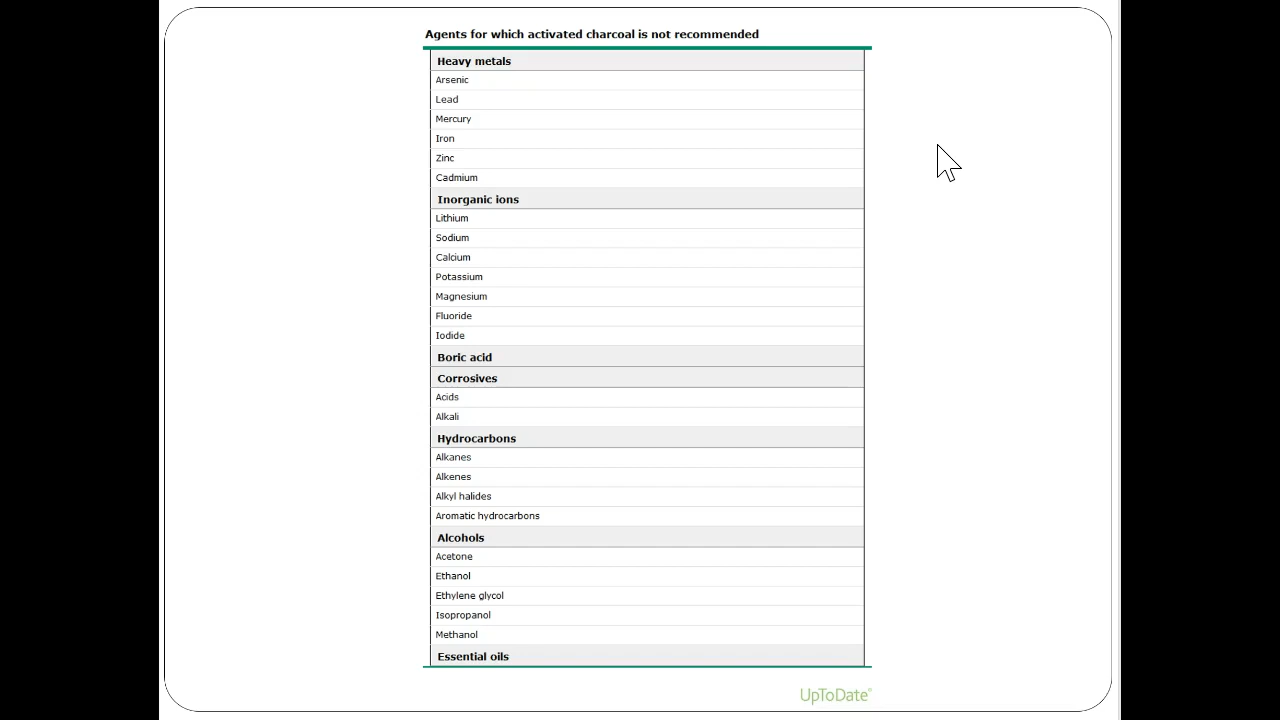 Agents for which activated charcoal is not recommended
Heavy metals
Arsenic
Lead
Mercury
Iron
Zinc
Cadmium
Inorganic ions
Lithium
Sodium
Calcium
Potassium
Magnesium
Fluoride
Iodide
Boric acid
Corrosives
Acids
Alkali
Hydrocarbons
Alkanes
Alkenes
Alkyl halides
Aromatic hydrocarbons
Alcohols
Acetone
Ethanol
Ethylene glycol
Isopropanol
Methanol
Essential oils
UpToDate®